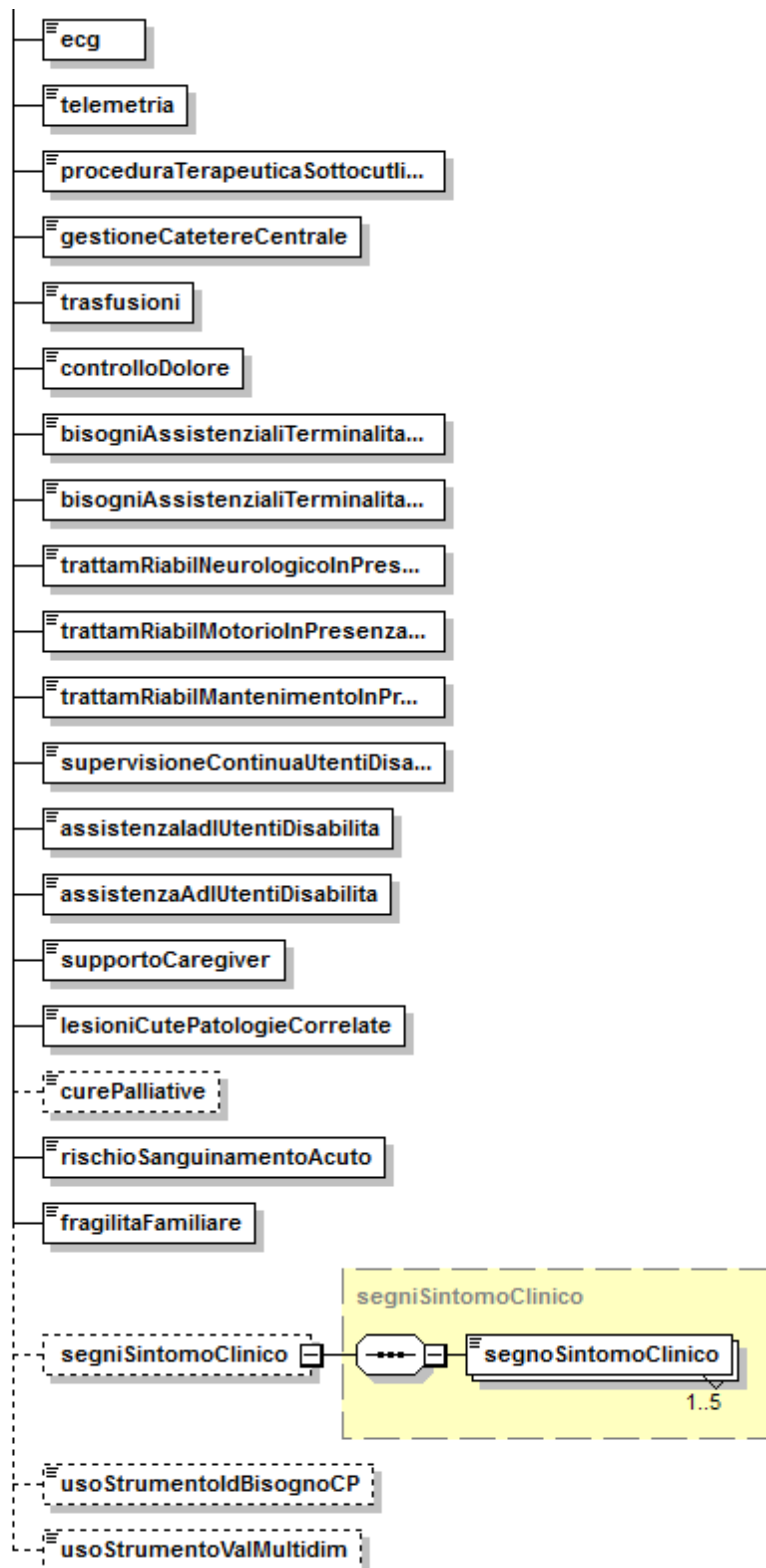 ecg
telemetria
proceduraTerapeuticaSottocutli...
gestioneCatetereCentrale
trasfusioni
controlloDolore
bisogniAssistenzialiTerminalita...
bisogniAssistenzialiTerminalita...
trattamRiabilNeurologicoInPres...
trattamRiabilMotorioInPresenza...
trattamRiabilMantenimentoInPr...
supervisioneContinuaUtentiDisa...
assistenzaIadlUtentiDisabilita
assistenzaAdlUtentiDisabilita
supportoCaregiver
lesioniCutePatologieCorrelate
curePalliative
rischioSanguinamentoAcuto
fragilitaFamiliare
segniSintomoClinico
segniSintomoClinico
segnoSintomoClinico
1..5
usoStrumentoIdBisognoCP
usoStrumentoValMultidim